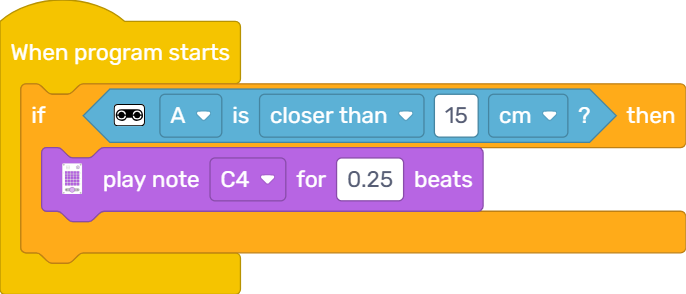 When program starts
if A is closer than 15 cm ? then
play note C4 for 0.25 beats